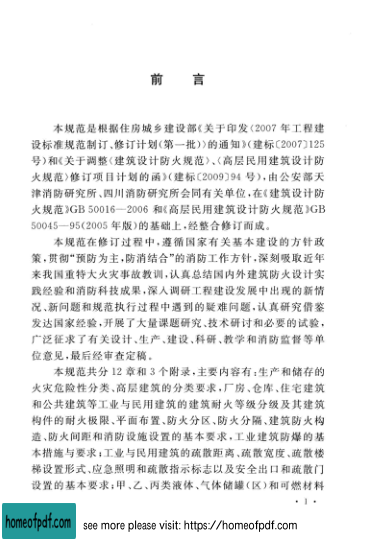 前　言
本规范是根据住房城乡建设部《关于印发〈2007 年工程建
设标准规范制订、修订计划(第一批)〉的通知》(建标〔2007〕125
号)和《关于调整〈建筑设计防火规范〉、〈高层民用建筑设计防
火规范〉修订项目计划的函》(建标〔2009〕94 号),由公安部天
津消防研究所、四川消防研究所会同有关单位,在《建筑设计防
火规范》GB 50016—2006 和《高层民用建筑设计防火规范》GB
50045—95(2005 年版)的基础上,经整合修订而成。
本规范在修订过程中,遵循国家有关基本建设的方针政
策,贯彻“预防为主,防消结合”的消防工作方针,深刻吸取近年
来我国重特大火灾事故教训,认真总结国内外建筑防火设计实
践经验和消防科技成果,深入调研工程建设发展中出现的新情
况、新问题和规范执行过程中遇到的疑难问题,认真研究借鉴
发达国家经验,开展了大量课题研究、技术研讨和必要的试验,
广泛征求了有关设计、生产、建设、科研、教学和消防监督等单
位意见,最后经审查定稿。
本规范共分 12 章和 3 个附录,主要内容有:生产和储存的
火灾危险性分类、高层建筑的分类要求,厂房、仓库、住宅建筑
和公共建筑等工业与民用建筑的建筑耐火等级分级及其建筑
构件的耐火极限、平面布置、防火分区、防火分隔、建筑防火构
造、防火间距和消防设施设置的基本要求,工业建筑防爆的基
本措施与要求;工业与民用建筑的疏散距离、疏散宽度、疏散楼
梯设置形式、应急照明和疏散指示标志以及安全出口和疏散门
设置的基本要求;甲、乙、丙类液体、气体储罐(区)和可燃材料
· 1 ·
homeofpdf.com
see more please visit: https://homeofpdf.com